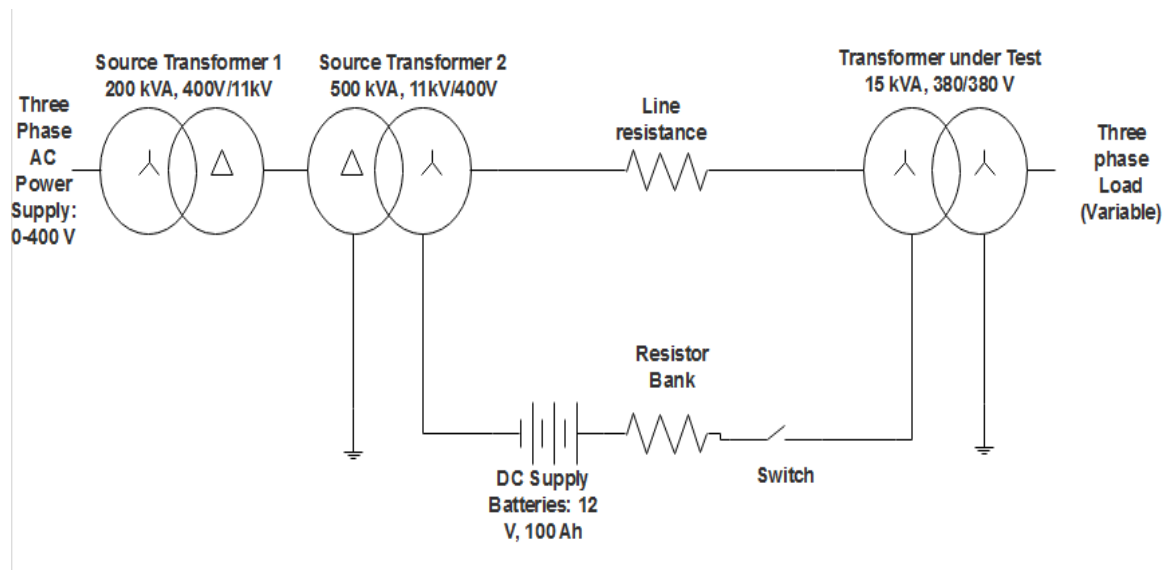 Source Transformer 1
200 kVA, 400V/11kV
Source Transformer 2
500 kVA, 11kV/400V
Transformer under Test
15 kVA, 380/380 V
Three
Phase
AC
Power
Supply:
0-400 V
Line
resistance
Three
phase
Load
(Variable)
Resistor
Bank
DC Supply
Batteries: 12
V, 100 Ah
Switch